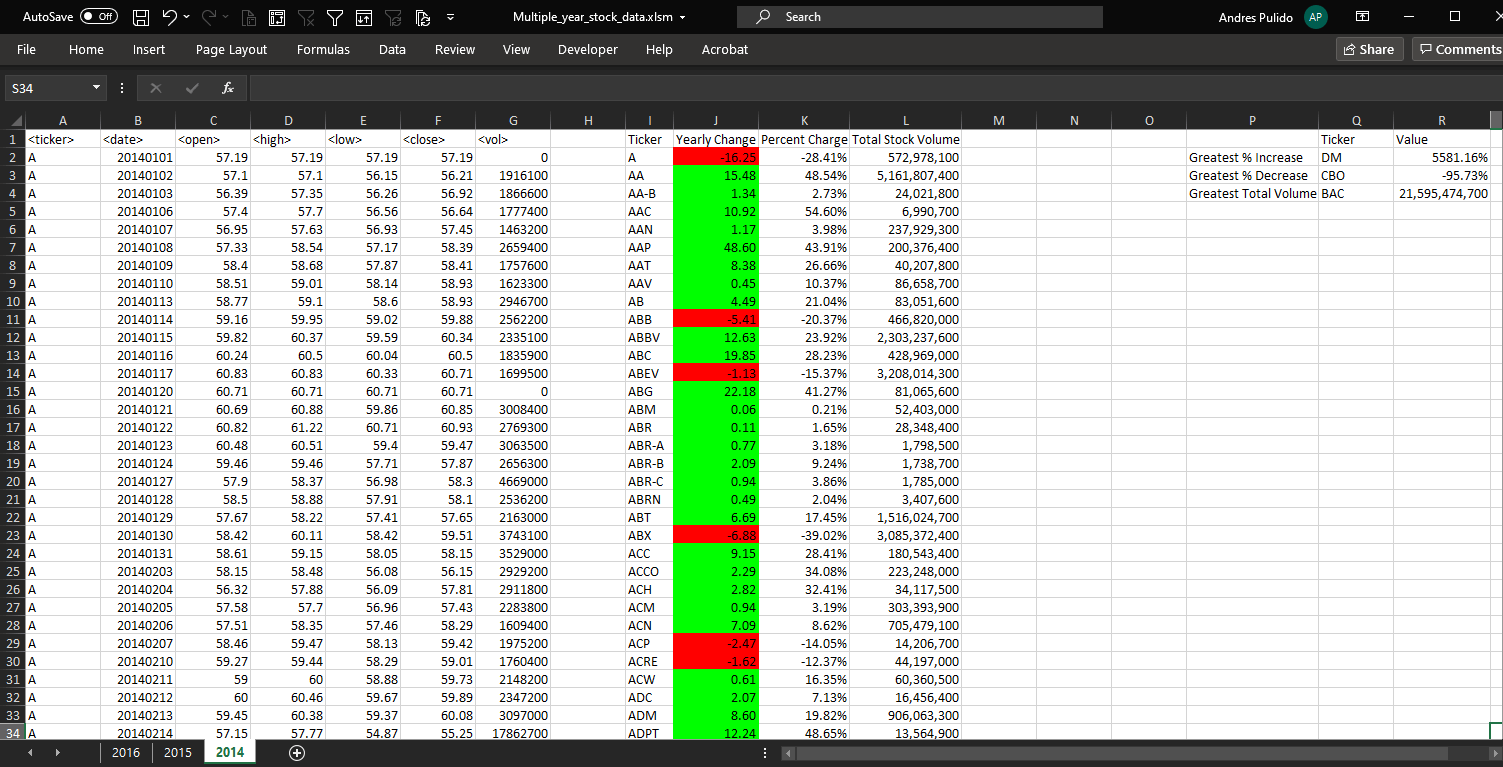 AutoSave Off Multiple_year_stock_data.xlsm Search Andres Pulido AP
File Home Insert Page Layout Formulas Data Review View Developer Help Acrobat Share Comments
S34 fx
A B C D E F G H I J K L M N O P Q R
1 <ticker> <date> <open> <high> <low> <close> <vol> Ticker Yearly Change Percent Charge Total Stock Volume Ticker Value
2 A 20140101 57.19 57.19 57.19 57.19 0 A -16.25 -28.41% 572,978,100 Greatest % Increase DM 5581.16%
3 A 20140102 57.1 57.1 56.15 56.21 1916100 AA 15.48 48.54% 5,161,807,400 Greatest % Decrease CBO -95.73%
4 A 20140103 56.39 57.35 56.26 56.92 1866600 AA-B 1.34 2.73% 24,021,800 Greatest Total Volume BAC 21,595,474,700
5 A 20140106 57.4 57.7 56.56 56.64 1777400 AAC 10.92 54.60% 6,990,700
6 A 20140107 56.95 57.63 56.93 57.45 1463200 AAN 1.17 3.98% 237,929,300
7 A 20140108 57.33 58.54 57.17 58.39 2659400 AAP 48.60 43.91% 200,376,400
8 A 20140109 58.4 58.68 57.87 58.41 1757600 AAT 8.38 26.66% 40,207,800
9 A 20140110 58.51 59.01 58.14 58.93 1623300 AAV 0.45 10.37% 86,658,700
10 A 20140113 58.77 59.1 58.6 58.93 2946700 AB 4.49 21.04% 83,051,600
11 A 20140114 59.16 59.95 59.02 59.88 2562200 ABB -5.41 -20.37% 466,820,000
12 A 20140115 59.82 60.37 59.59 60.34 2335100 ABBV 12.63 23.92% 2,303,237,600
13 A 20140116 60.24 60.5 60.04 60.5 1835900 ABC 19.85 28.23% 428,969,000
14 A 20140117 60.83 60.83 60.33 60.71 1699500 ABEV -1.13 -15.37% 3,208,014,300
15 A 20140120 60.71 60.71 60.71 60.71 0 ABG 22.18 41.27% 81,065,600
16 A 20140121 60.69 60.88 59.86 60.85 3008400 ABM 0.06 0.21% 52,403,000
17 A 20140122 60.82 61.22 60.71 60.93 2769300 ABR 0.11 1.65% 28,348,400
18 A 20140123 60.48 60.51 59.4 59.47 3063500 ABR-A 0.77 3.18% 1,798,500
19 A 20140124 59.46 59.46 57.71 57.87 2656300 ABR-B 2.09 9.24% 1,738,700
20 A 20140127 57.9 58.37 56.98 58.3 4669000 ABR-C 0.94 3.86% 1,785,000
21 A 20140128 58.5 58.88 57.91 58.1 2536200 ABRN 0.49 2.04% 3,407,600
22 A 20140129 57.67 58.22 57.41 57.65 2163000 ABT 6.69 17.45% 1,516,024,700
23 A 20140130 58.42 60.11 58.42 59.51 3743100 ABX -6.88 -39.02% 3,085,372,400
24 A 20140131 58.61 59.15 58.05 58.15 3529000 ACC 9.15 28.41% 180,543,400
25 A 20140203 58.15 58.48 56.08 56.15 2929200 ACCO 2.29 34.08% 223,248,000
26 A 20140204 56.32 57.88 56.09 57.81 2911800 ACH 2.82 32.41% 34,117,500
27 A 20140205 57.58 57.7 56.96 57.43 2283800 ACM 0.94 3.19% 303,393,900
28 A 20140206 57.51 58.35 57.46 58.29 1609400 ACN 7.09 8.62% 705,479,100
29 A 20140207 58.46 59.47 58.13 59.42 1975200 ACP -2.47 -14.05% 14,206,700
30 A 20140210 59.27 59.44 58.29 59.01 1760400 ACRE -1.62 -12.37% 44,197,000
31 A 20140211 59 60 58.88 59.73 2148200 ACW 0.61 16.35% 60,360,500
32 A 20140212 60 60.46 59.67 59.89 2347200 ADC 2.07 7.13% 16,456,400
33 A 20140213 59.45 60.38 59.37 60.08 3097000 ADM 8.60 19.82% 906,063,300
34 A 20140214 57.15 57.77 54.87 55.25 17862700 ADPT 12.24 48.65% 13,564,900
2016 2015 2014